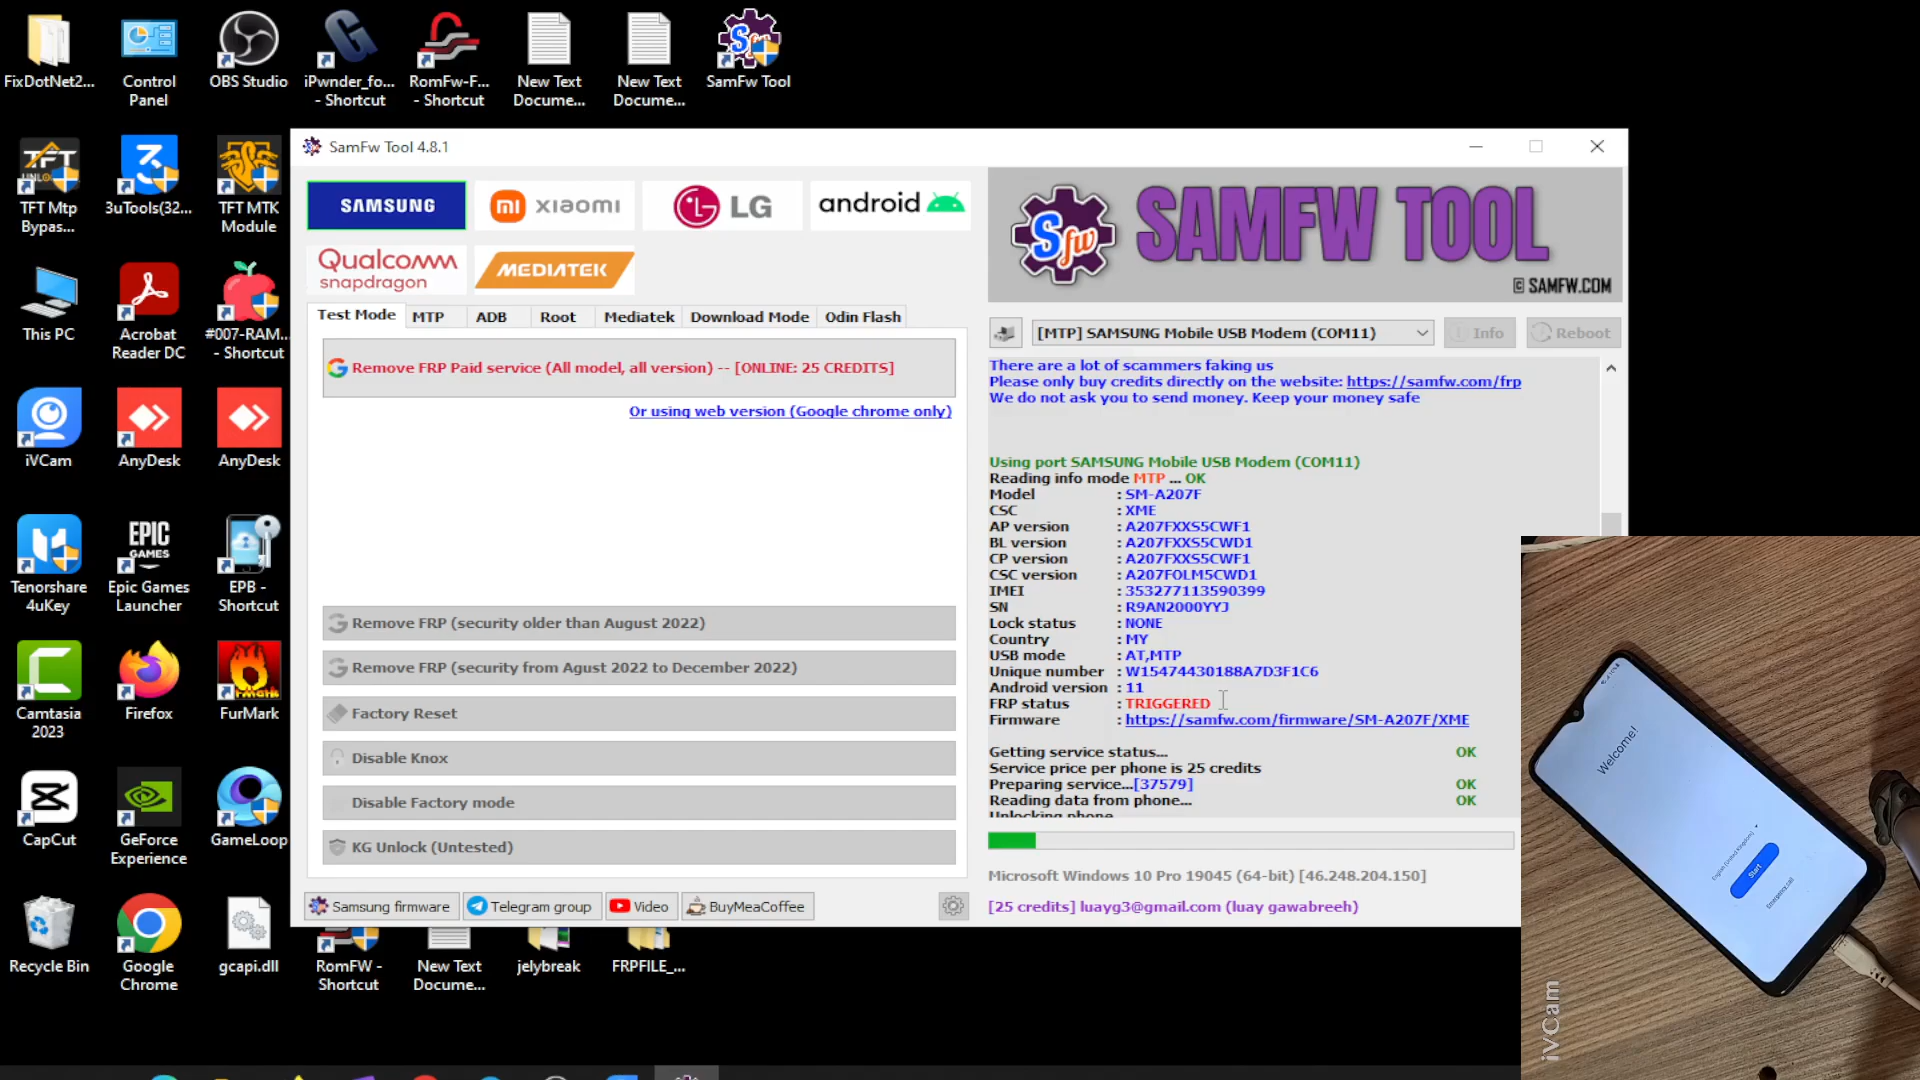 FixDotNet2...
Control
Panel
OBS Studio
iPwnder_fo...
- Shortcut
RomFw-F...
- Shortcut
New Text
Docume...
New Text
Docume...
SamFw Tool
TFT Mtp
Bypas...
3uTools(32...
TFT MTK
Module
This PC
Acrobat
Reader DC
#007-RAM...
- Shortcut
iVCam
AnyDesk
AnyDesk
Tenorshare
4uKey
EPIC
GAMES
Epic Games
Launcher
EPB -
Shortcut
Camtasia
2023
Firefox
FurMark
CapCut
GeForce
Experience
GameLoop
Recycle Bin
Google
Chrome
gcapi.dll
RomFW -
Shortcut
New Text
Docume...
jelybreak
FRPFILE_...
SamFw Tool 4.8.1
SAMSUNG
mi xiaomi
LG
android
Qualcomm
snapdragon
MEDIATEK
Test Mode
MTP
ADB
Root
Mediatek
Download Mode
Odin Flash
Remove FRP Paid service (All model, all version) -- [ONLINE: 25 CREDITS]
Or using web version (Google chrome only)
Remove FRP (security older than August 2022)
Remove FRP (security from Agust 2022 to December 2022)
Factory Reset
Disable Knox
Disable Factory mode
KG Unlock (Untested)
Samsung firmware
Telegram group
Video
BuyMeaCoffee
Sfw
SAMFW TOOL
© SAMFW.COM
[MTP] SAMSUNG Mobile USB Modem (COM11)
Info
Reboot
There are a lot of scammers faking us
Please only buy credits directly on the website: https://samfw.com/frp
We do not ask you to send money. Keep your money safe
Using port SAMSUNG Mobile USB Modem (COM11)
Reading info mode MTP ... OK
Model : SM-A207F
CSC : XME
AP version : A207FXXS5CWF1
BL version : A207FXXS5CWD1
CP version : A207FXXS5CWF1
CSC version : A207FOLM5CWD1
IMEI : 353277113590399
SN : R9AN2000YYJ
Lock status : NONE
Country : MY
USB mode : AT,MTP
Unique number : W15474430188A7D3F1C6
Android version : 11
FRP status : TRIGGERED
Firmware : https://samfw.com/firmware/SM-A207F/XME
Getting service status... OK
Service price per phone is 25 credits
Preparing service...[37579] OK
Reading data from phone... OK
Unlocking phone
Microsoft Windows 10 Pro 19045 (64-bit) [46.248.204.150]
[25 credits] luayg3@gmail.com (luay gawabreeh)
Welcome!
English (United Kingdom)
Start
Emergency call
iVCam